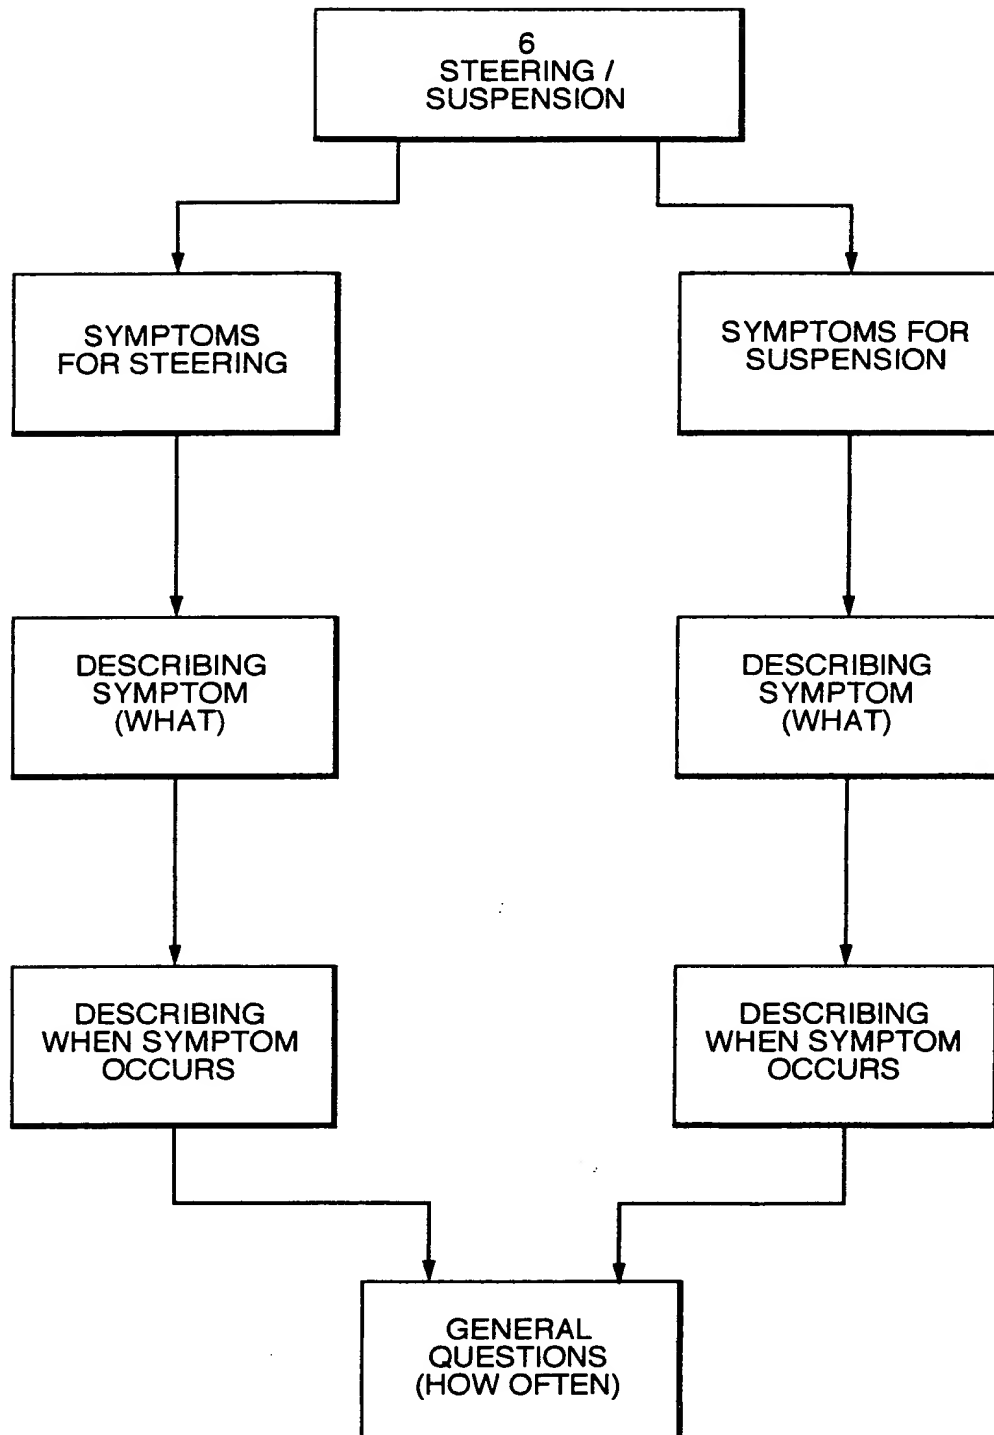 6
STEERING /
SUSPENSION
SYMPTOMS
FOR STEERING
SYMPTOMS FOR
SUSPENSION
DESCRIBING
SYMPTOM
(WHAT)
DESCRIBING
SYMPTOM
(WHAT)
DESCRIBING
WHEN SYMPTOM
OCCURS
DESCRIBING
WHEN SYMPTOM
OCCURS
GENERAL
QUESTIONS
(HOW OFTEN)